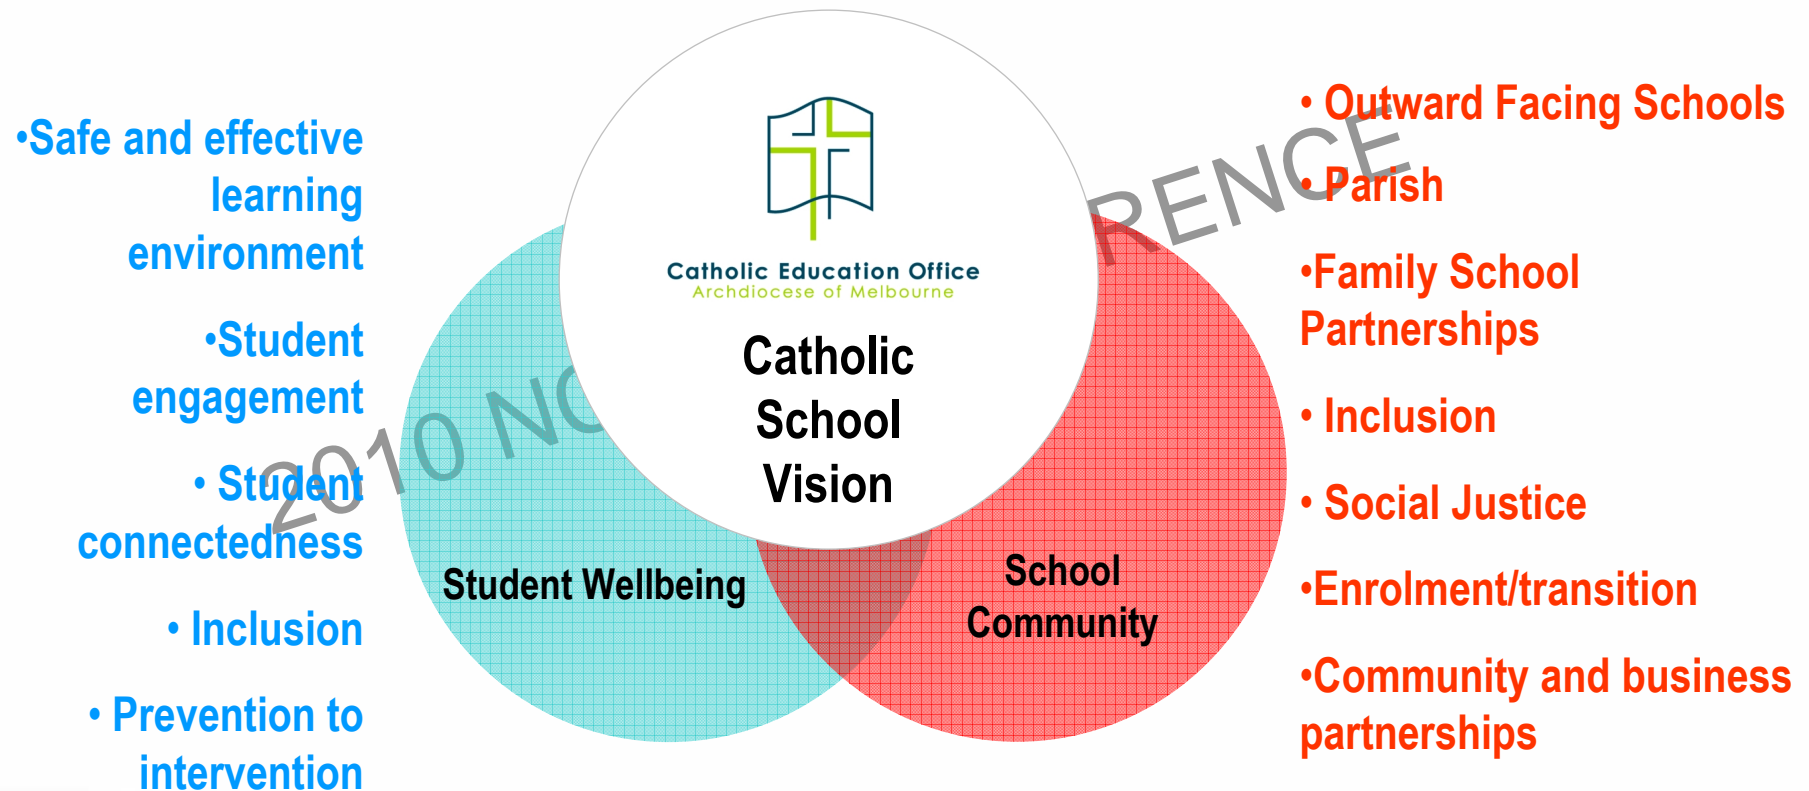 •Safe and effective
learning
environment
•Student
engagement
• Student
connectedness
• Inclusion
• Prevention to
intervention
Catholic Education Office
Archdiocese of Melbourne
Catholic
School
Vision
Student Wellbeing
School
Community
• Outward Facing Schools
• Parish
•Family School
Partnerships
• Inclusion
• Social Justice
•Enrolment/transition
•Community and business
partnerships
2010